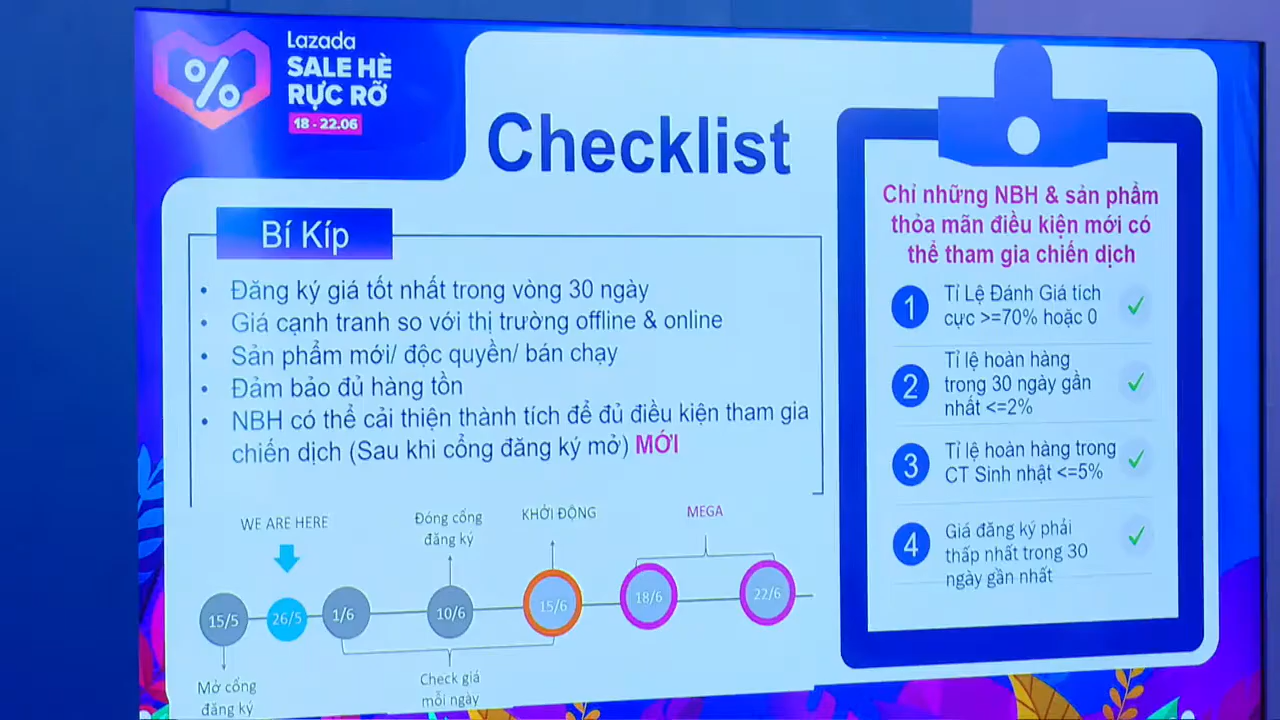 Lazada
SALE HÈ
RỰC RỠ
18 - 22.06
Checklist
Bí Kíp
• Đăng ký giá tốt nhất trong vòng 30 ngày
• Giá cạnh tranh so với thị trường offline & online
• Sản phẩm mới/ độc quyền/ bán chạy
• Đảm bảo đủ hàng tồn
• NBH có thể cải thiện thành tích để đủ điều kiện tham gia
chiến dịch (Sau khi cổng đăng ký mở) MỚI
WE ARE HERE
Đóng cổng
đăng ký
KHỞI ĐỘNG
MEGA
15/5
26/5
1/6
10/6
15/6
18/6
22/6
Mở cổng
đăng ký
Check giá
mỗi ngày
Chỉ những NBH & sản phẩm
thỏa mãn điều kiện mới có
thể tham gia chiến dịch
1
Tỉ Lệ Đánh Giá tích
cực >=70% hoặc 0
2
Tỉ lệ hoàn hàng
trong 30 ngày gần
nhất <=2%
3
Tỉ lệ hoàn hàng trong
CT Sinh nhật <=5%
4
Giá đăng ký phải
thấp nhất trong 30
ngày gần nhất